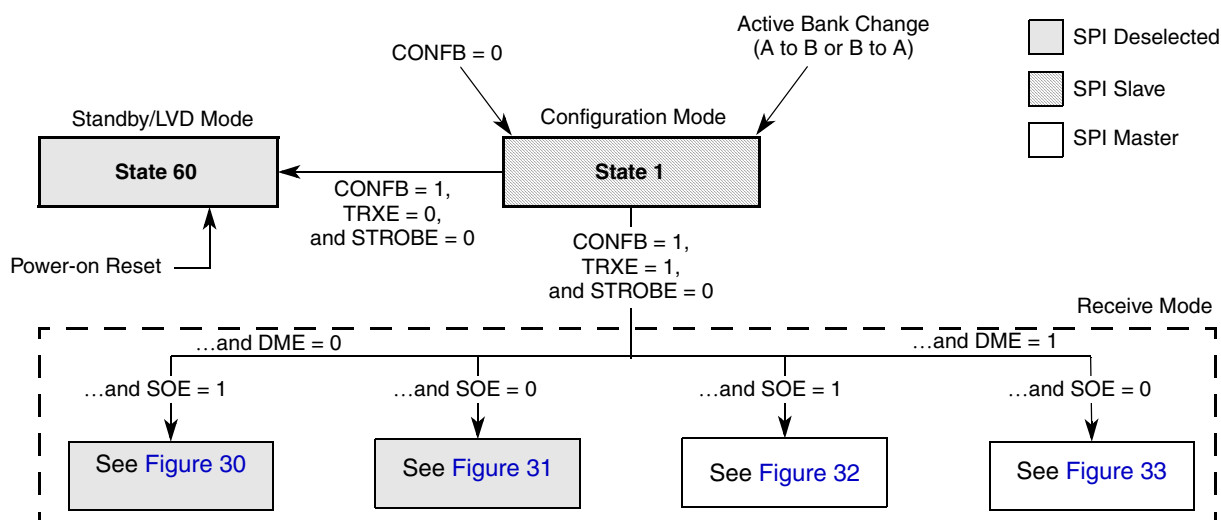 Active Bank Change
(A to B or B to A)
CONFB = 0
SPI Deselected
SPI Slave
SPI Master
Standby/LVD Mode
Configuration Mode
State 60
State 1
CONFB = 1,
TRXE = 0,
and STROBE = 0
Power-on Reset
CONFB = 1,
TRXE = 1,
and STROBE = 0
Receive Mode
…and DME = 0
…and DME = 1
…and SOE = 1
…and SOE = 0
…and SOE = 1
…and SOE = 0
See Figure 30
See Figure 31
See Figure 32
See Figure 33